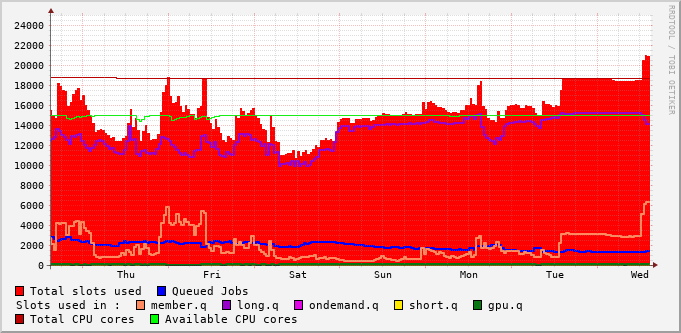 RRDTOOL / TOBI OETIKER
24000
22000
20000
18000
16000
14000
12000
10000
8000
6000
4000
2000
0
Thu Fri Sat Sun Mon Tue Wed
Total slots used Queued Jobs
Slots used in : member.q long.q ondemand.q short.q gpu.q
Total CPU cores Available CPU cores